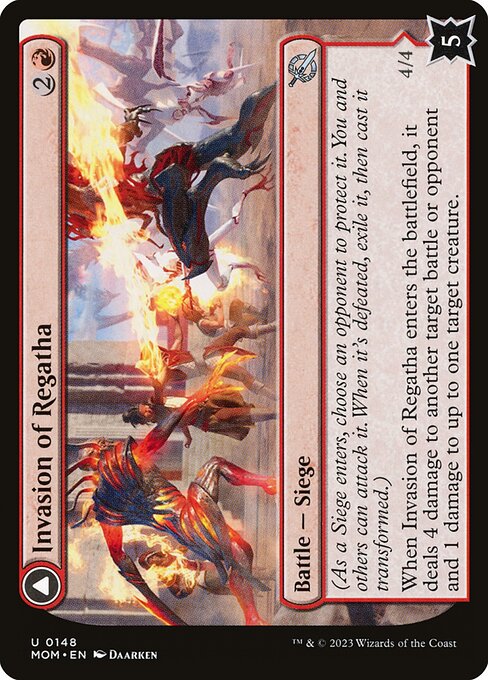 Invasion of Regatha
2
Battle — Siege
(As a Siege enters, choose an opponent to protect it. You and
others can attack it. When it's defeated, exile it, then cast it
transformed.)
When Invasion of Regatha enters the battlefield, it
deals 4 damage to another target battle or opponent
and 1 damage to up to one target creature.
4/4
5
U 0148
MOM • EN Daarken
™ & © 2023 Wizards of the Coast